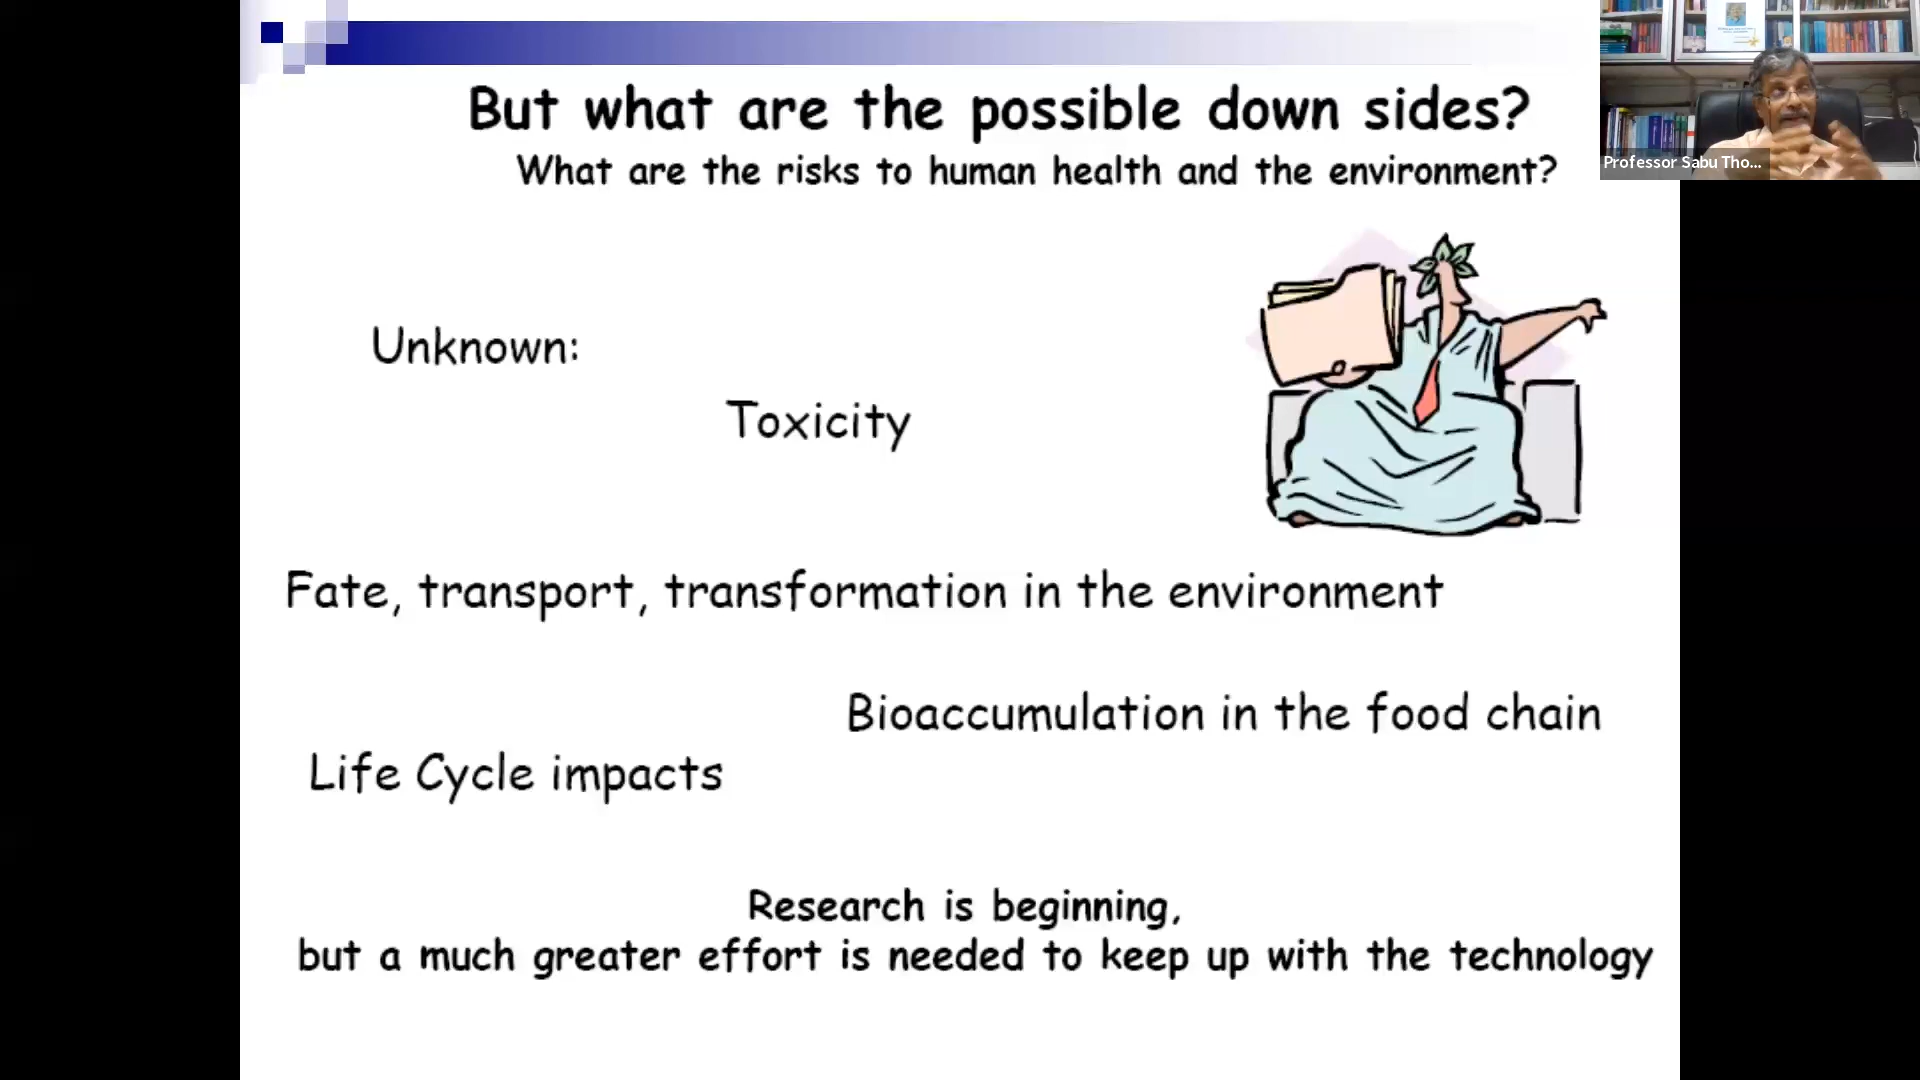 But what are the possible down sides?
What are the risks to human health and the environment?
Professor Sabu Tho...
Unknown:
Toxicity
Fate, transport, transformation in the environment
Bioaccumulation in the food chain
Life Cycle impacts
Research is beginning,
but a much greater effort is needed to keep up with the technology